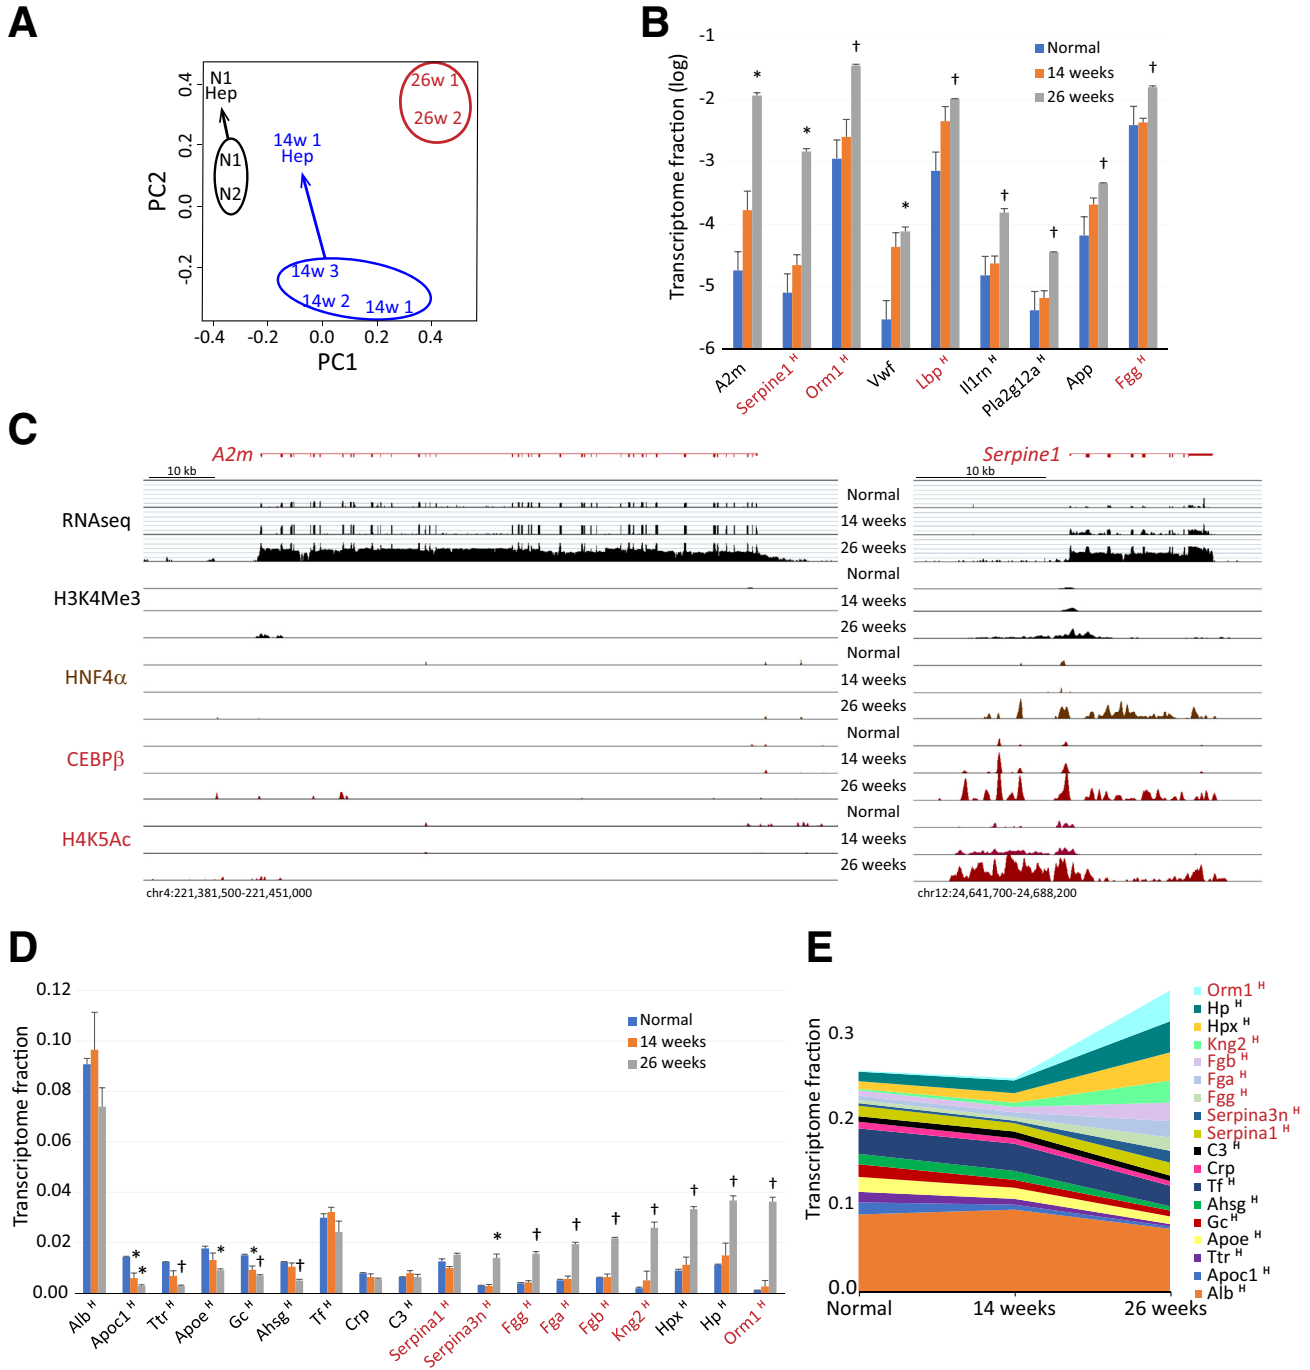 A
N1
Hep
N1
N2
14w 1
Hep
26w 1
26w 2
14w 3
14w 2
14w 1
0.4
0.2
0.0
-0.2
PC2
-0.4
-0.2
0.0
0.2
0.4
PC1
B
Transcriptome fraction (log)
-1
-2
-3
-4
-5
-6
Normal
14 weeks
26 weeks
*
*
†
*
†
†
†
†
†
A2m
Serpine1 H
Orm1 H
Vwf
Lbp H
Il1rn H
Pla2g12a H
App
Fgg H
C
A2m
Serpine1
10 kb
10 kb
RNAseq
Normal
14 weeks
26 weeks
H3K4Me3
Normal
14 weeks
26 weeks
HNF4α
Normal
14 weeks
26 weeks
CEBPβ
Normal
14 weeks
26 weeks
H4K5Ac
Normal
14 weeks
26 weeks
chr4:221,381,500-221,451,000
chr12:24,641,700-24,688,200
D
Transcriptome fraction
0.12
0.10
0.08
0.06
0.04
0.02
0.00
Normal
14 weeks
26 weeks
*
*
†
*
*
†
†
*
†
†
†
†
†
†
†
Alb H
Apoc1 H
Ttr H
Apoe H
Gc H
Ahsg H
Tf H
Crp
C3 H
Serpina1 H
Serpina3n H
Fgg H
Fga H
Fgb H
Kng2 H
Hpx H
Hp H
Orm1 H
E
Transcriptome fraction
0.3
0.2
0.1
0.0
Normal
14 weeks
26 weeks
Orm1 H
Hp H
Hpx H
Kng2 H
Fgb H
Fga H
Fgg H
Serpina3n H
Serpina1 H
C3 H
Crp
Tf H
Ahsg H
Gc H
Apoe H
Ttr H
Apoc1 H
Alb H